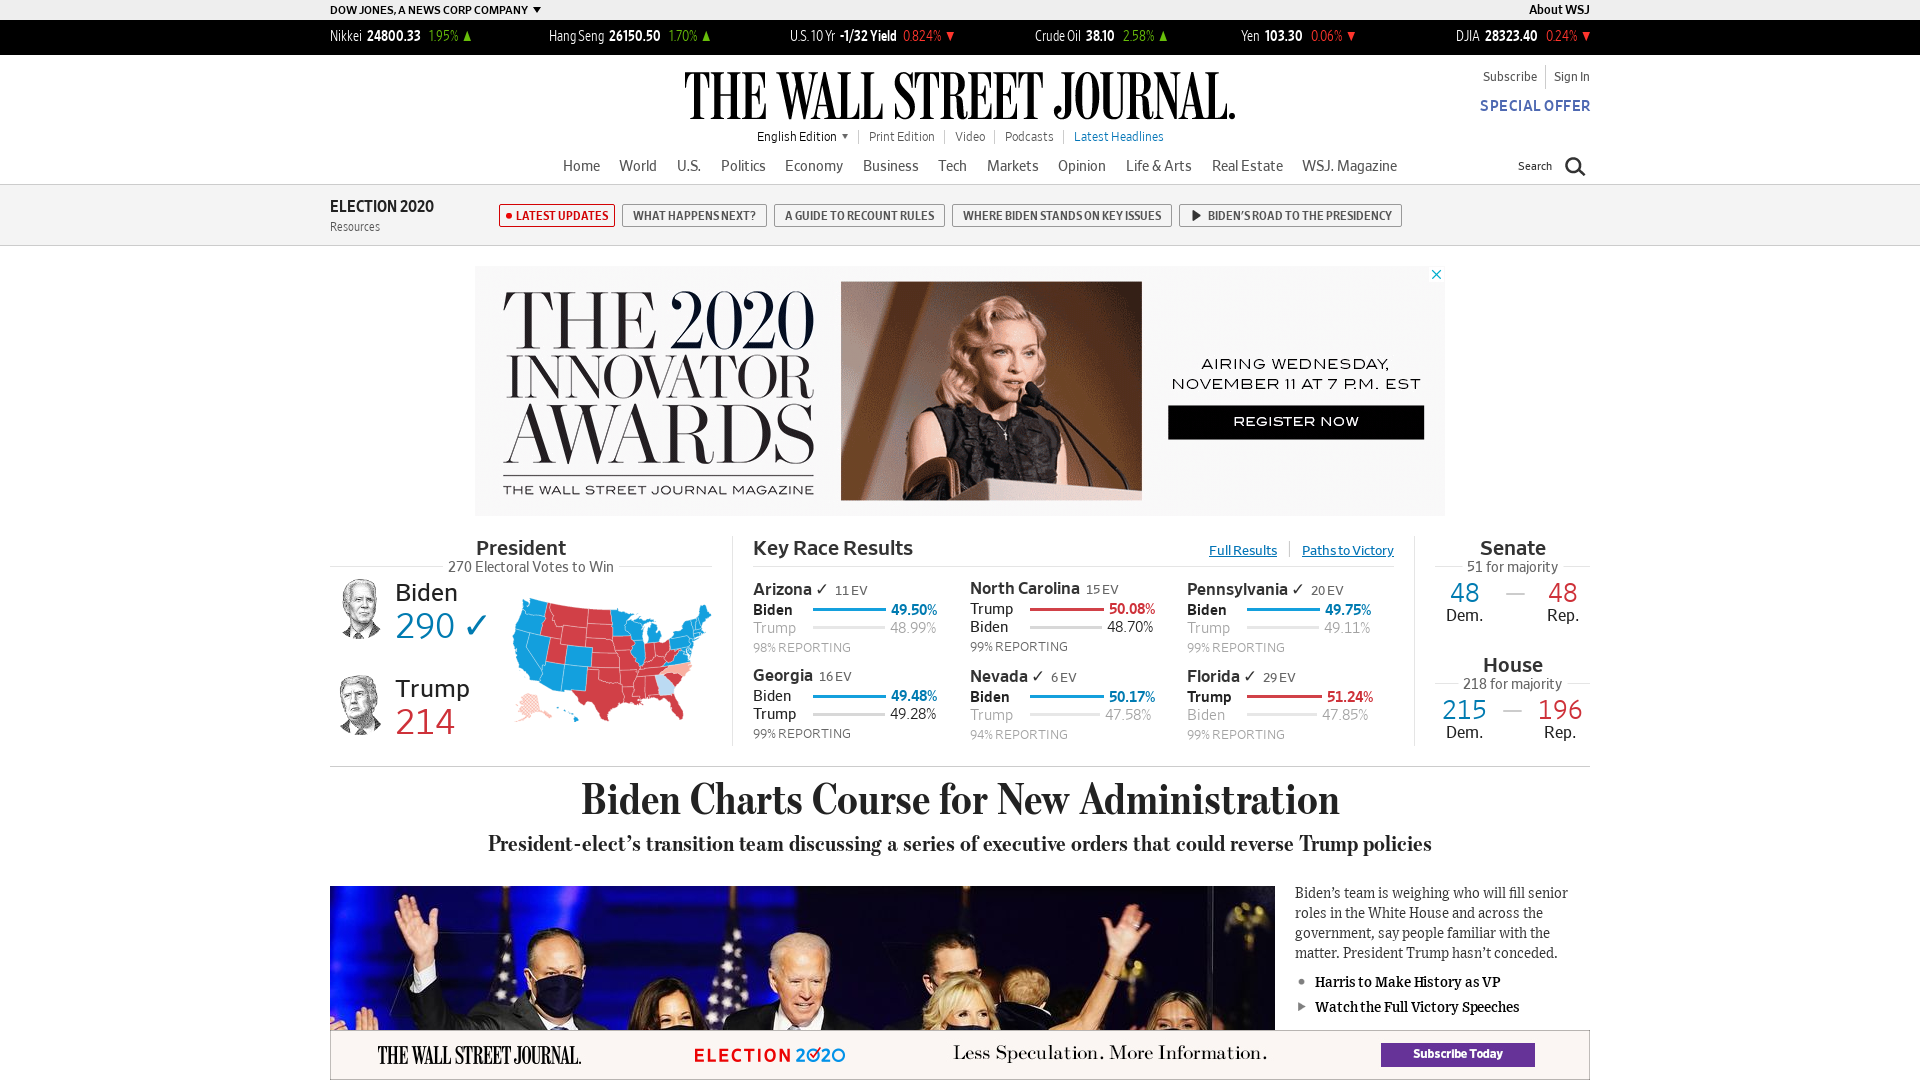 DOW JONES, A NEWS CORP COMPANY
About WSJ
Nikkei 24800.33 1.95%
Hang Seng 26150.50 1.70%
U.S. 10 Yr -1/32 Yield 0.824%
Crude Oil 38.10 2.58%
Yen 103.30 0.06%
DJIA 28323.40 0.24%
THE WALL STREET JOURNAL.
Subscribe
Sign In
SPECIAL OFFER
English Edition
Print Edition
Video
Podcasts
Latest Headlines
Home
World
U.S.
Politics
Economy
Business
Tech
Markets
Opinion
Life & Arts
Real Estate
WSJ. Magazine
Search
ELECTION 2020
Resources
LATEST UPDATES
WHAT HAPPENS NEXT?
A GUIDE TO RECOUNT RULES
WHERE BIDEN STANDS ON KEY ISSUES
BIDEN'S ROAD TO THE PRESIDENCY
THE 2020
INNOVATOR
AWARDS
THE WALL STREET JOURNAL MAGAZINE
AIRING WEDNESDAY,
NOVEMBER 11 AT 7 P.M. EST
REGISTER NOW
President
270 Electoral Votes to Win
Biden
290 ✓
Trump
214
Key Race Results
Full Results
Paths to Victory
Arizona ✓ 11 EV
Biden 49.50%
Trump 48.99%
98% REPORTING
North Carolina 15 EV
Trump 50.08%
Biden 48.70%
99% REPORTING
Pennsylvania ✓ 20 EV
Biden 49.75%
Trump 49.11%
99% REPORTING
Georgia 16 EV
Biden 49.48%
Trump 49.28%
99% REPORTING
Nevada ✓ 6 EV
Biden 50.17%
Trump 47.58%
94% REPORTING
Florida ✓ 29 EV
Trump 51.24%
Biden 47.85%
99% REPORTING
Senate
51 for majority
48 — 48
Dem. Rep.
House
218 for majority
215 — 196
Dem. Rep.
Biden Charts Course for New Administration
President-elect's transition team discussing a series of executive orders that could reverse Trump policies
Biden's team is weighing who will fill senior
roles in the White House and across the
government, say people familiar with the
matter. President Trump hasn't conceded.
Harris to Make History as VP
Watch the Full Victory Speeches
THE WALL STREET JOURNAL.
ELECTION 2020
Less Speculation. More Information.
Subscribe Today